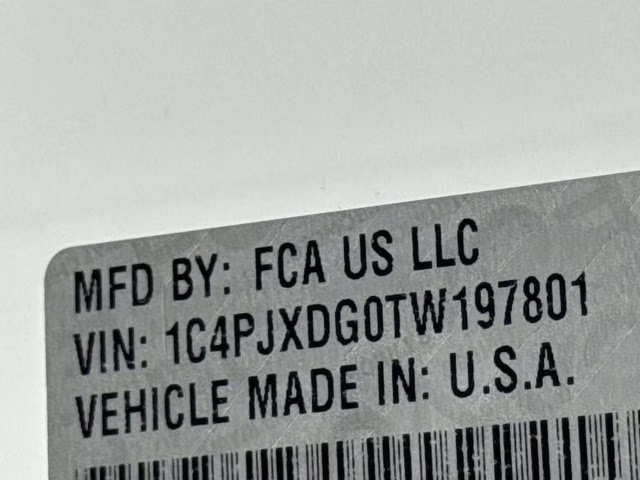 MFD BY: FCA US LLC
VIN: 1C4PJXDG0TW197801
VEHICLE MADE IN: U.S.A.